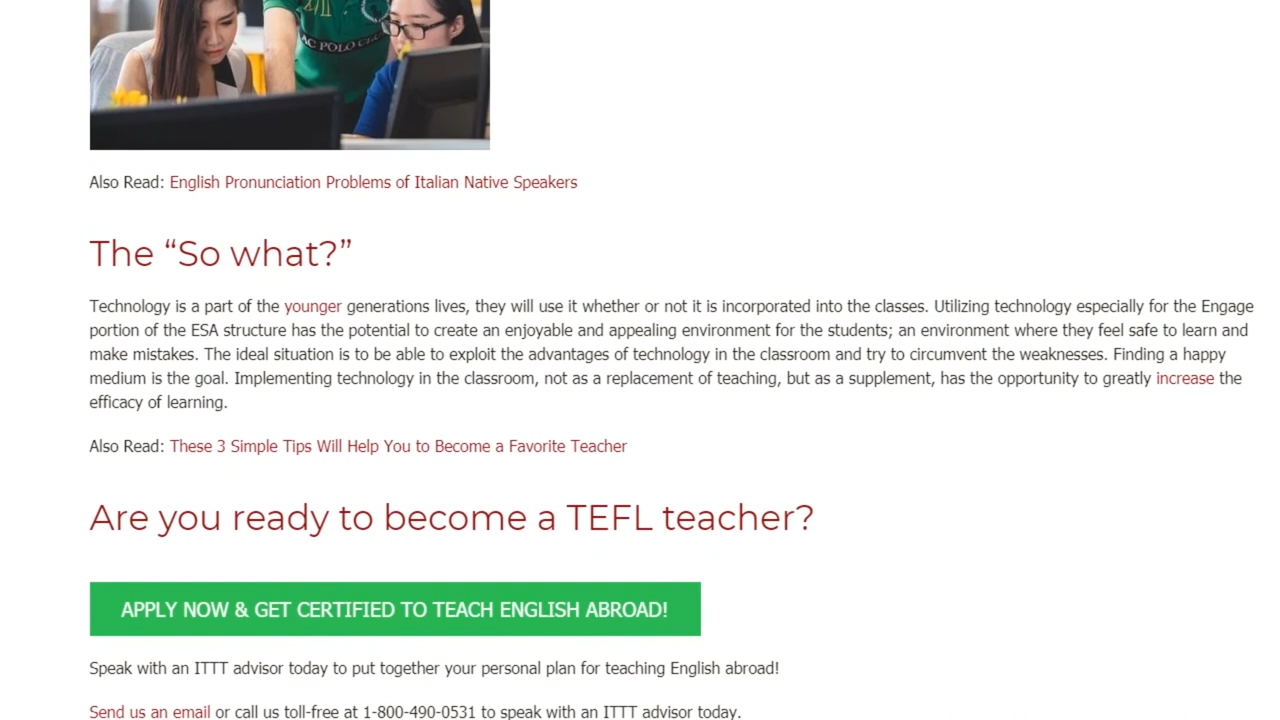 AC POLO CL
Also Read: English Pronunciation Problems of Italian Native Speakers
The “So what?”
Technology is a part of the younger generations lives, they will use it whether or not it is incorporated into the classes. Utilizing technology especially for the Engage
portion of the ESA structure has the potential to create an enjoyable and appealing environment for the students; an environment where they feel safe to learn and
make mistakes. The ideal situation is to be able to exploit the advantages of technology in the classroom and try to circumvent the weaknesses. Finding a happy
medium is the goal. Implementing technology in the classroom, not as a replacement of teaching, but as a supplement, has the opportunity to greatly increase the
efficacy of learning.
Also Read: These 3 Simple Tips Will Help You to Become a Favorite Teacher
Are you ready to become a TEFL teacher?
APPLY NOW & GET CERTIFIED TO TEACH ENGLISH ABROAD!
Speak with an ITTT advisor today to put together your personal plan for teaching English abroad!
Send us an email or call us toll-free at 1-800-490-0531 to speak with an ITTT advisor today.